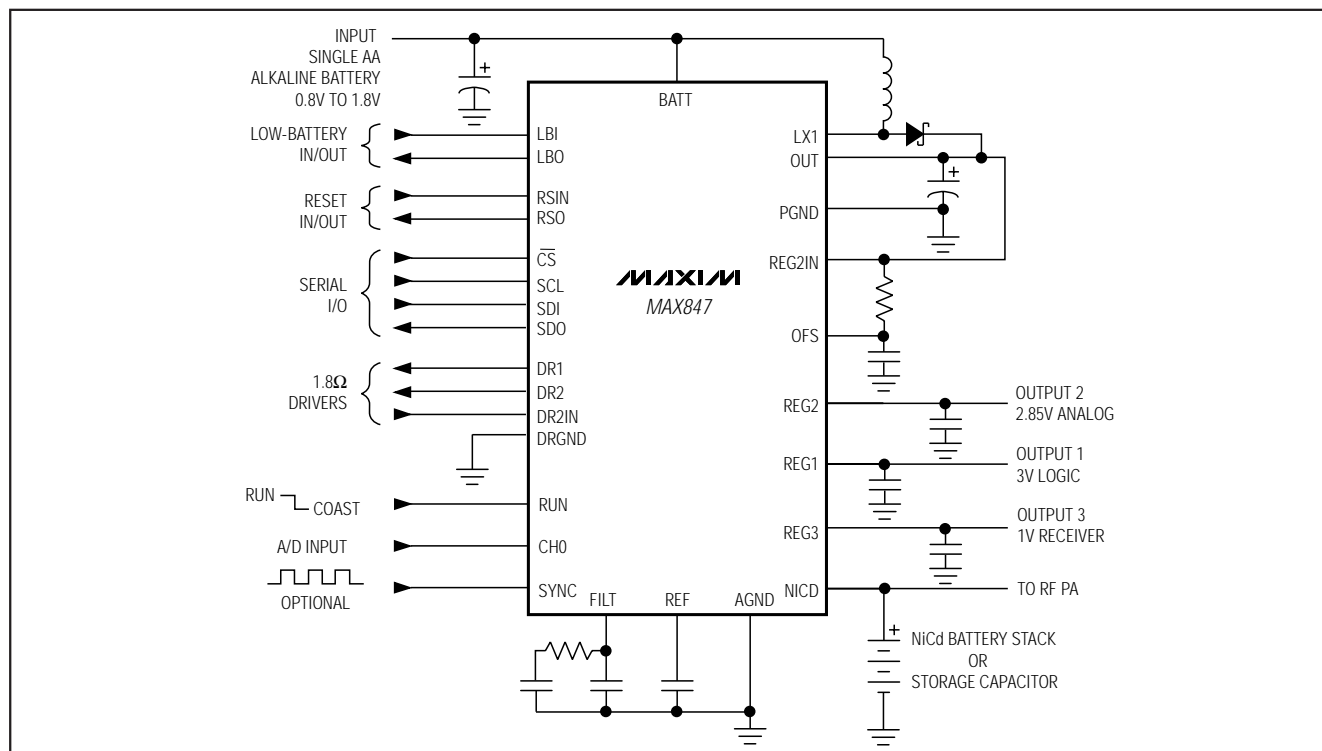 INPUT
SINGLE AA
ALKALINE BATTERY
0.8V TO 1.8V
+
BATT
LOW-BATTERY
IN/OUT
LBI
LBO
RESET
IN/OUT
RSIN
RSO
SERIAL
I/O
CS
SCL
SDI
SDO
1.8Ω
DRIVERS
DR1
DR2
DR2IN
DRGND
RUN
COAST
RUN
A/D INPUT
CH0
OPTIONAL
SYNC
FILT
REF
AGND
MAXIM
MAX847
LX1
OUT
+
PGND
REG2IN
OFS
REG2
OUTPUT 2
2.85V ANALOG
REG1
OUTPUT 1
3V LOGIC
REG3
OUTPUT 3
1V RECEIVER
NICD
TO RF PA
+
NiCd BATTERY STACK
OR
STORAGE CAPACITOR